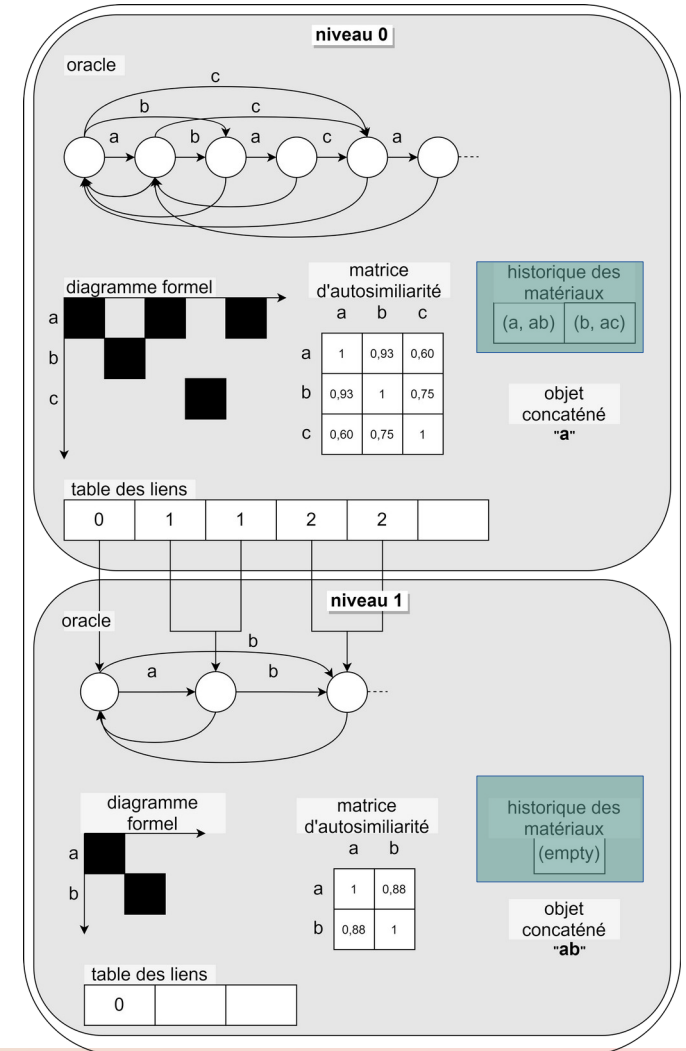 niveau 0
oracle
c
b
c
a
b
a
c
a
diagramme formel
a
b
c
matrice
d'autosimiliarité
a b c
a 1 0,93 0,60
b 0,93 1 0,75
c 0,60 0,75 1
historique des
matériaux
(a, ab) (b, ac)
objet
concaténé
"a"
table des liens
0 1 1 2 2
niveau 1
oracle
b
a
b
diagramme
formel
a
b
matrice
d'autosimiliarité
a b
a 1 0,88
b 0,88 1
historique des
matériaux
(empty)
objet
concaténé
"ab"
table des liens
0